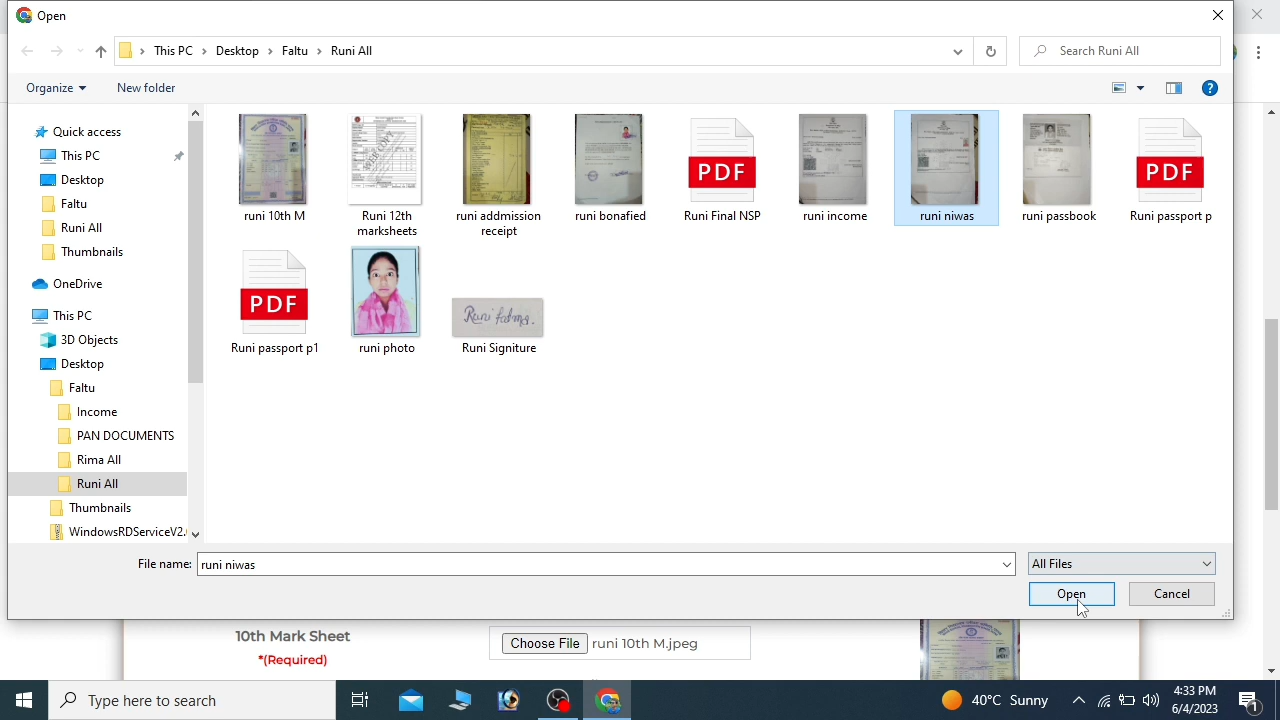 Open
This PC > Desktop > Faltu > Runi All
Search Runi All
Organize
New folder
Quick access
This PC
Desktop
Faltu
Runi All
Thumbnails
OneDrive
This PC
3D Objects
Desktop
Faltu
Income
PAN DOCUMENTS
Rima All
Runi All
Thumbnails
WindowsRDServiceV2.
runi 10th M
Runi 12th
marksheets
runi addmission
receipt
runi bonafied
PDF
Runi Final NSP
runi income
runi niwas
runi passbook
PDF
Runi passport p
PDF
Runi passport p1
runi photo
Runi fatma.
Runi Signiture
File name:
runi niwas
All Files
Open
Cancel
10th Mark Sheet
*(Required)
Choose File
runi 10th M.jpeg
Type here to search
40°C Sunny
4:33 PM
6/4/2023
1